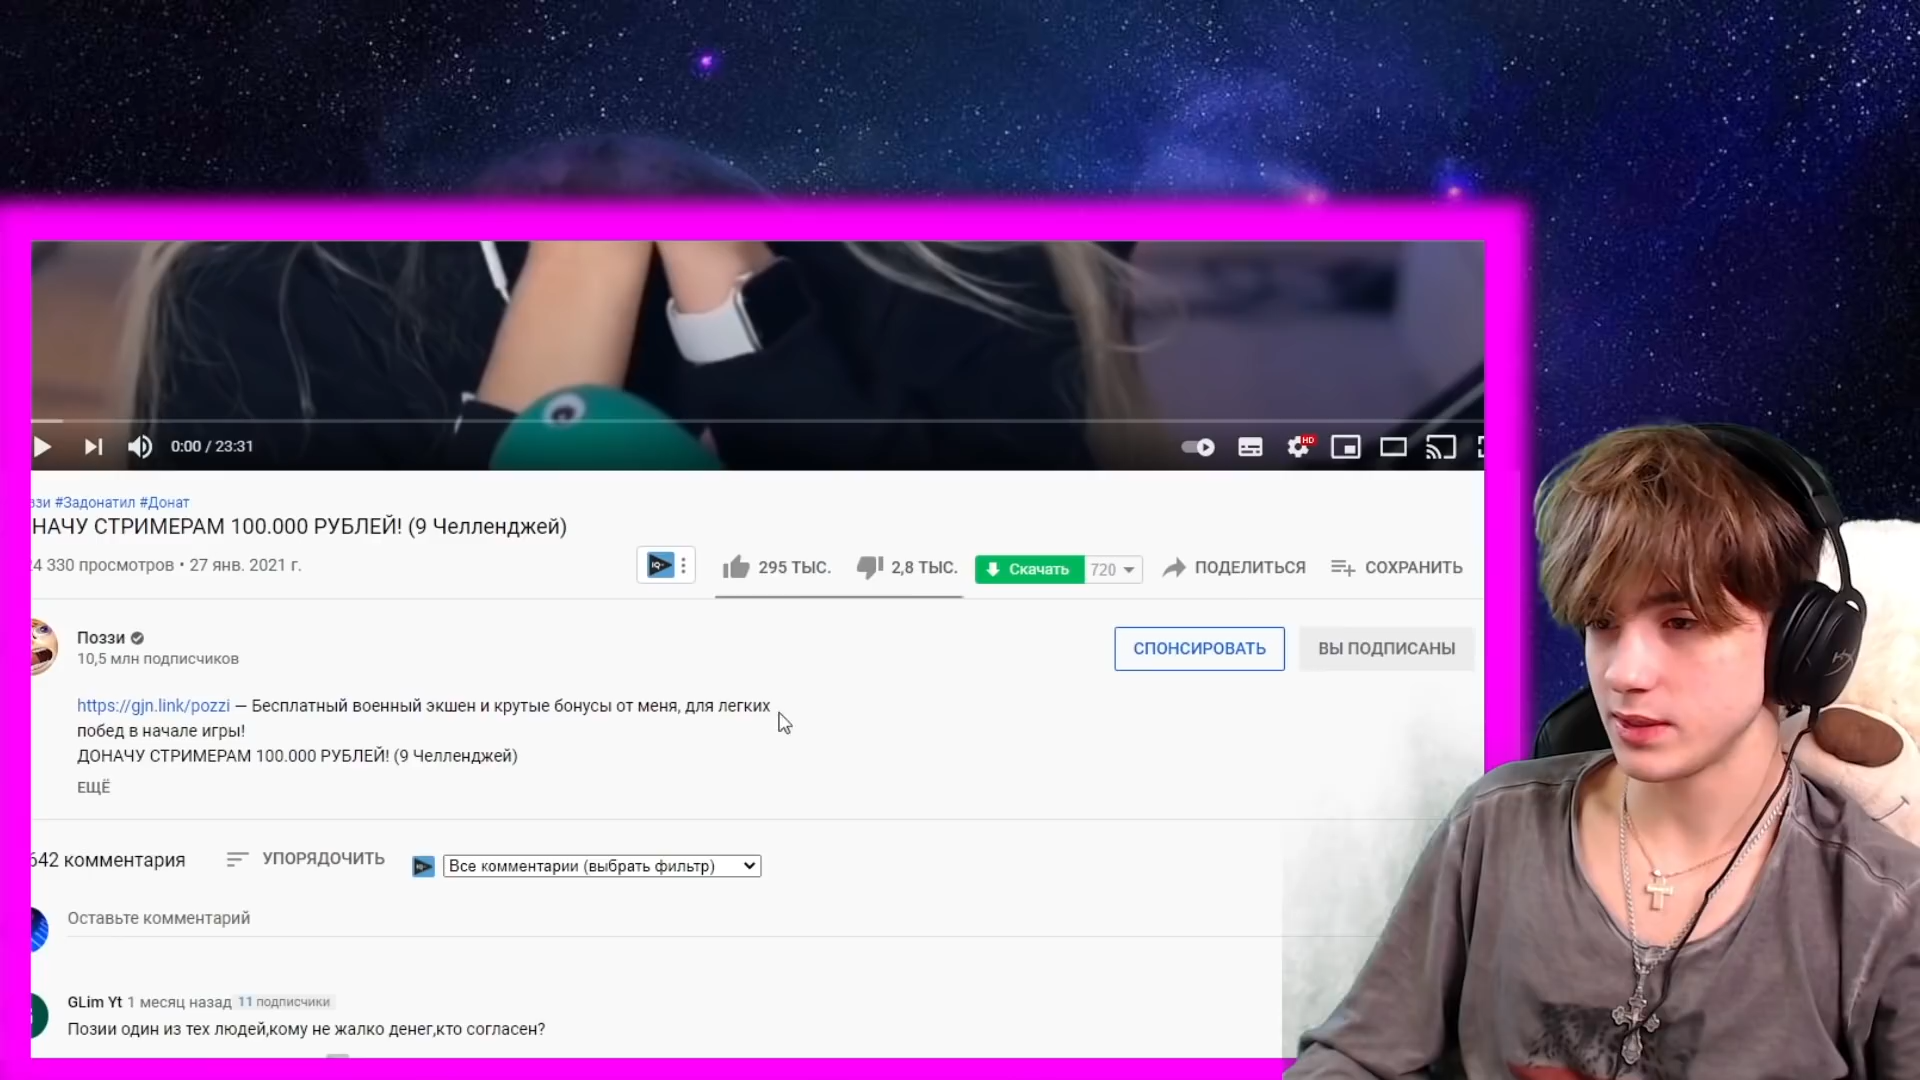 0:00 / 23:31
HD
#Задонатил #Донат
НАЧУ СТРИМЕРАМ 100.000 РУБЛЕЙ! (9 Челленджей)
4 330 просмотров • 27 янв. 2021 г.
295 ТЫС.
2,8 ТЫС.
Скачать
720
ПОДЕЛИТЬСЯ
СОХРАНИТЬ
Поззи
10,5 млн подписчиков
СПОНСИРОВАТЬ
ВЫ ПОДПИСАНЫ
https://gjn.link/pozzi — Бесплатный военный экшен и крутые бонусы от меня, для легких
побед в начале игры!
ДОНАЧУ СТРИМЕРАМ 100.000 РУБЛЕЙ! (9 Челленджей)
ЕЩЁ
642 комментария
УПОРЯДОЧИТЬ
Все комментарии (выбрать фильтр)
Оставьте комментарий
GLim Yt 1 месяц назад 11 подписчики
Позии один из тех людей,кому не жалко денег,кто согласен?